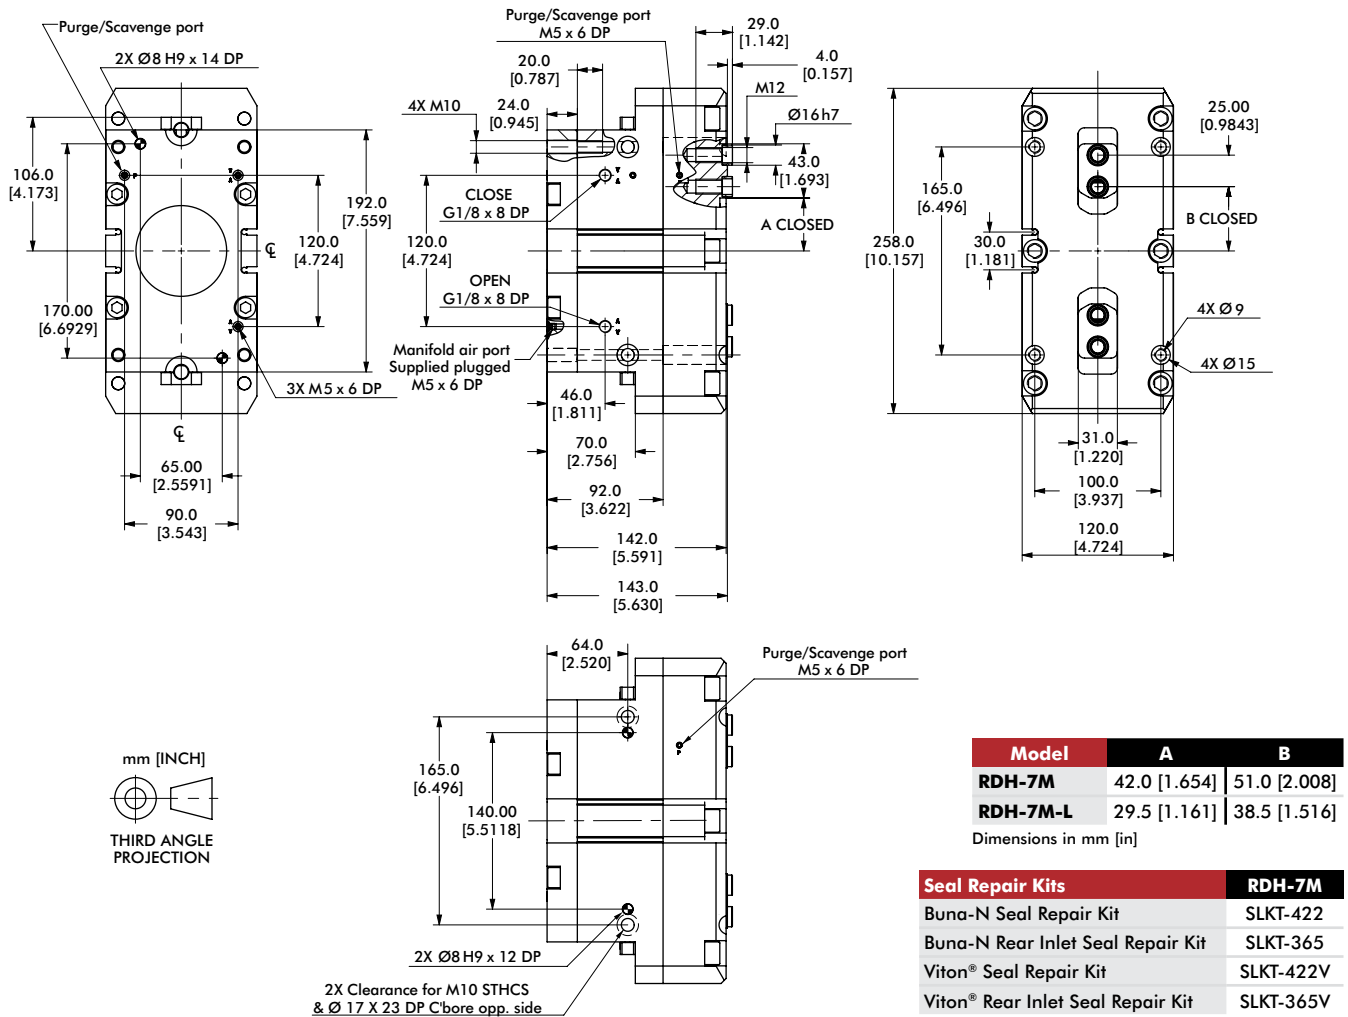 Purge/Scavenge port
2X Ø8 H9 x 14 DP
106.0
[4.173]
170.00
[6.6929]
192.0
[7.559]
120.0
[4.724]
P
V
A
A
V
℄
℄
3X M5 x 6 DP
65.00
[2.5591]
90.0
[3.543]
Purge/Scavenge port
M5 x 6 DP
29.0
[1.142]
4.0
[0.157]
20.0
[0.787]
24.0
[0.945]
4X M10
M12
Ø16h7
43.0
[1.693]
A CLOSED
CLOSE
G1/8 x 8 DP
V
A
120.0
[4.724]
OPEN
G1/8 x 8 DP
A
V
Manifold air port
Supplied plugged
M5 x 6 DP
46.0
[1.811]
70.0
[2.756]
92.0
[3.622]
142.0
[5.591]
143.0
[5.630]
25.00
[0.9843]
165.0
[6.496]
B CLOSED
258.0
[10.157]
30.0
[1.181]
4X Ø 9
4X Ø15
31.0
[1.220]
100.0
[3.937]
120.0
[4.724]
64.0
[2.520]
Purge/Scavenge port
M5 x 6 DP
P
165.0
[6.496]
140.00
[5.5118]
2X Ø8 H9 x 12 DP
2X Clearance for M10 STHCS
& Ø 17 X 23 DP C'bore opp. side
mm [INCH]
THIRD ANGLE
PROJECTION
Model A B
RDH-7M 42.0 [1.654] 51.0 [2.008]
RDH-7M-L 29.5 [1.161] 38.5 [1.516]
Dimensions in mm [in]
Seal Repair Kits RDH-7M
Buna-N Seal Repair Kit SLKT-422
Buna-N Rear Inlet Seal Repair Kit SLKT-365
Viton® Seal Repair Kit SLKT-422V
Viton® Rear Inlet Seal Repair Kit SLKT-365V